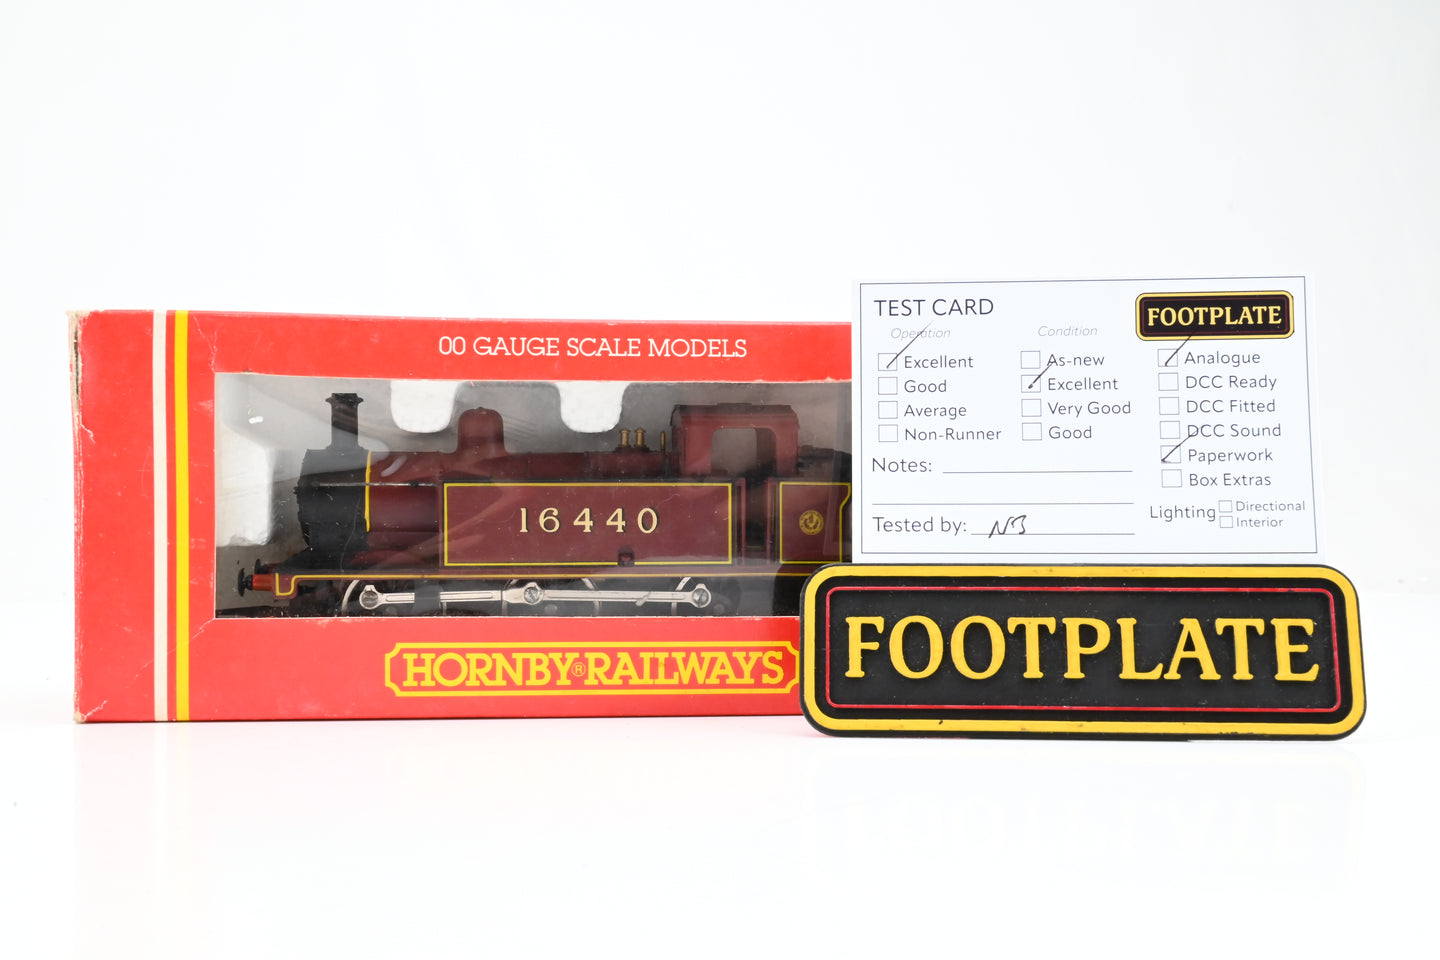 00 GAUGE SCALE MODELS
16440
HORNBY® RAILWAYS
TEST CARD
FOOTPLATE
Operation
Excellent
Good
Average
Non-Runner
Condition
As-new
Excellent
Very Good
Good
Analogue
DCC Ready
DCC Fitted
DCC Sound
Paperwork
Box Extras
Notes:
Tested by: NB
Lighting
Directional
Interior
FOOTPLATE